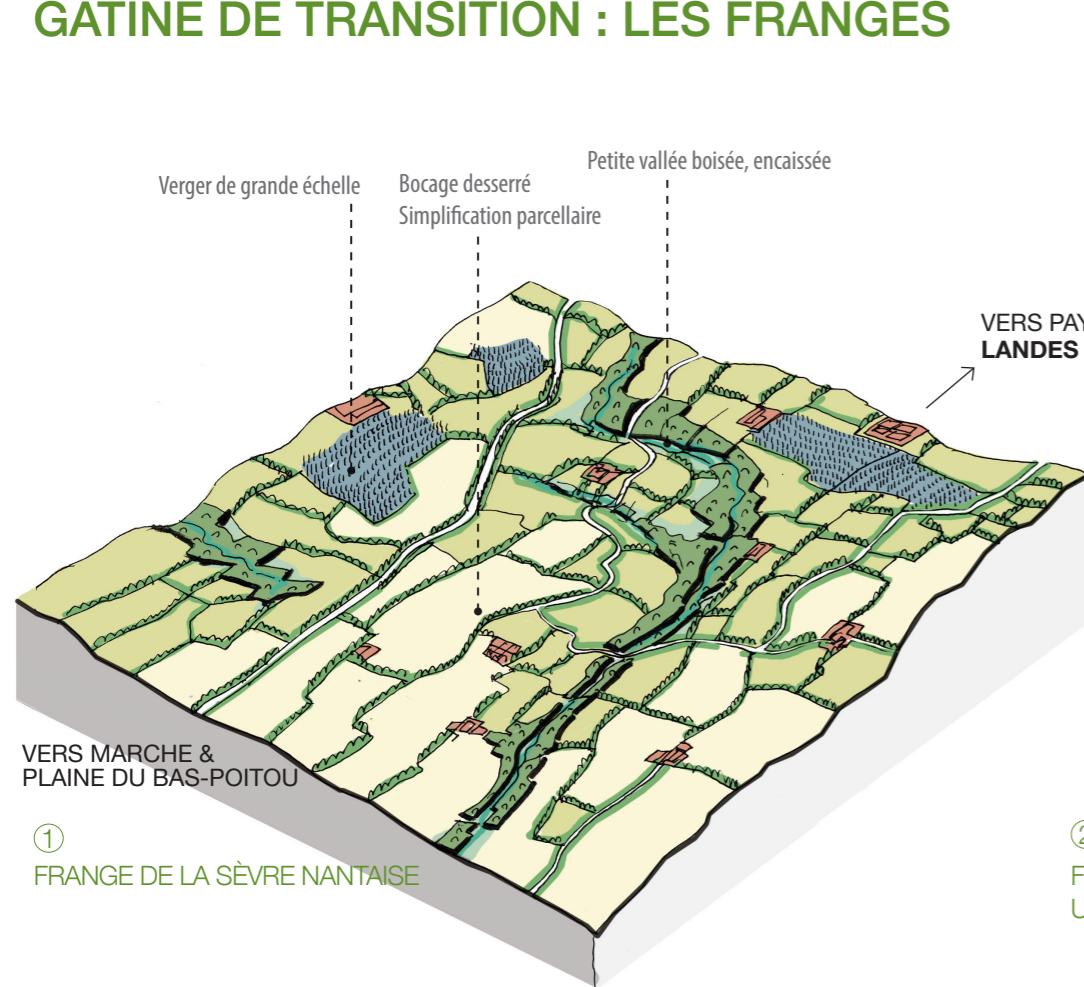 GATINE DE TRANSITION : LES FRANGES
Petite vallée boisée, encaissée
Verger de grande échelle
Bocage desserré
Simplification parcellaire
VERS PAY
LANDES
VERS MARCHE &
PLAINE DU BAS-POITOU
①
FRANGE DE LA SÈVRE NANTAISE
②
F
U